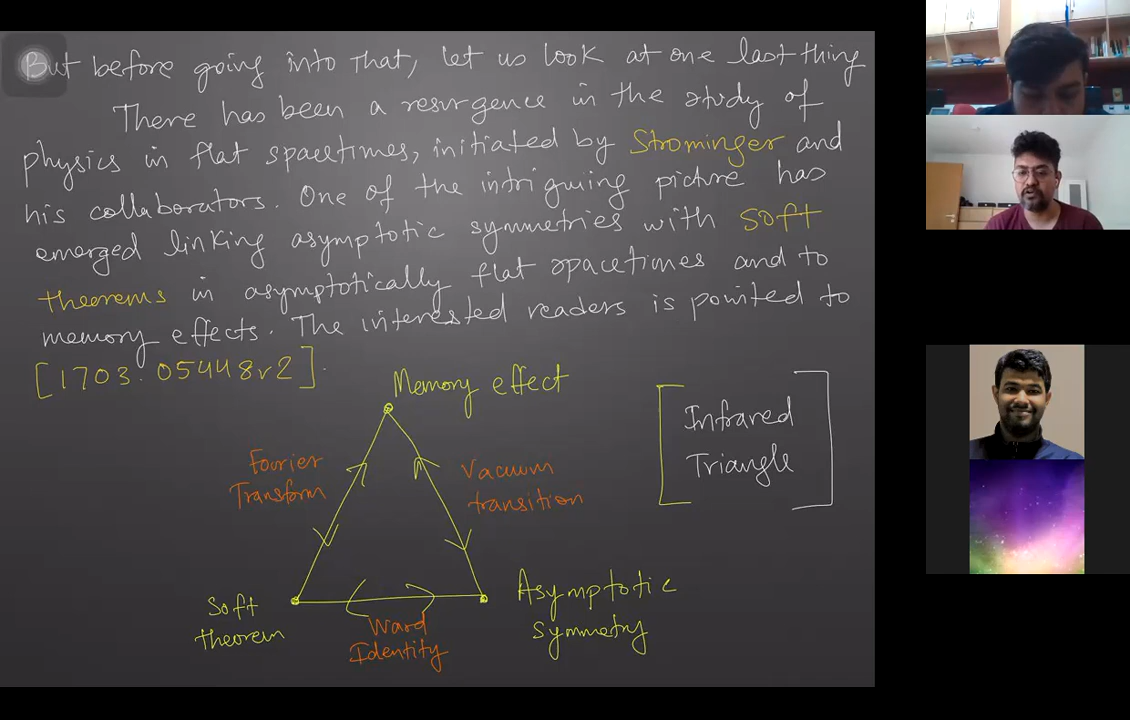 But before going into that, let us look at one last thing
There has been a resurgence in the study of
physics in flat spacetimes, initiated by Strominger and
his collaborators. One of the intriguing picture has
emerged linking asymptotic symmetries with soft
theorems in asymptotically flat spacetimes and to
memory effects. The interested readers is pointed to
[1703.05448v2].
Memory effect
Infrared
Triangle
Fourier
Transform
Vacuum
transition
Soft
theorem
Ward
Identity
Asymptotic
symmetry